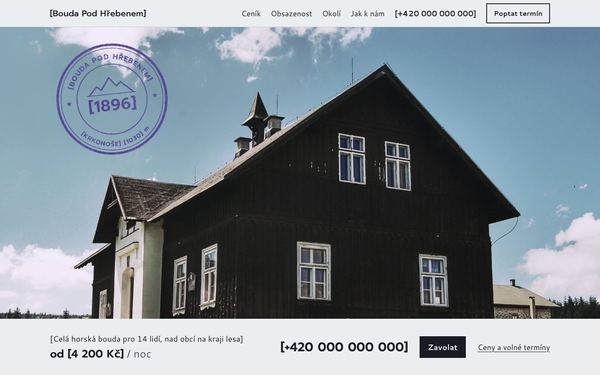 [Bouda Pod Hřebenem]
Ceník Obsazenost Okolí Jak k nám [+420 000 000 000] Poptat termín
[BOUDA POD HŘEBENEM]
[1896]
[KRKONOŠE] [1030] m
[Celá horská bouda pro 14 lidí, nad obcí na kraji lesa]
od [4 200 Kč] / noc
[+420 000 000 000]
Zavolat
Ceny a volné termíny